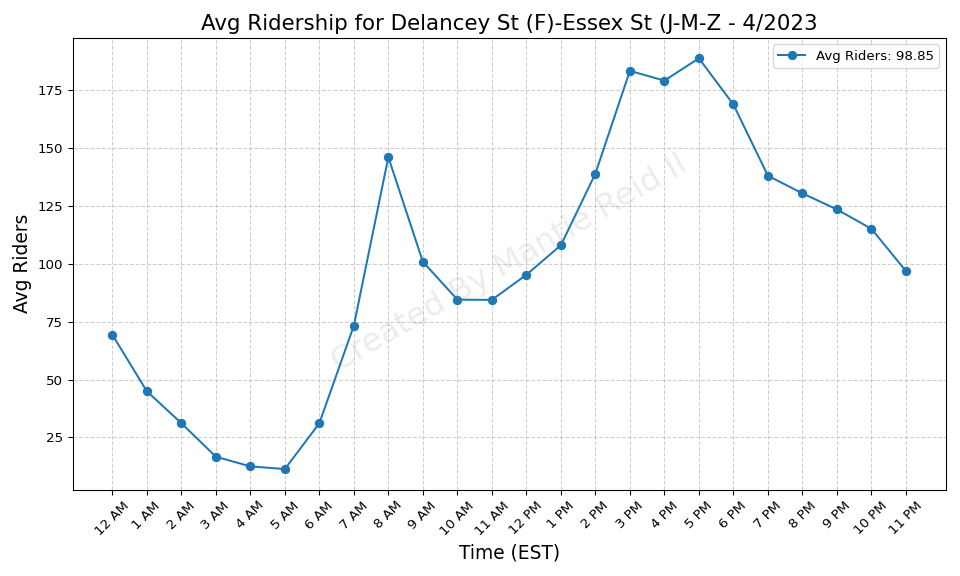 Avg Ridership for Delancey St (F)-Essex St (J-M-Z - 4/2023
Avg Riders: 98.85
175
150
125
100
75
50
25
Avg Riders
Created By Mantie Reid II
12 AM
1 AM
2 AM
3 AM
4 AM
5 AM
6 AM
7 AM
8 AM
9 AM
10 AM
11 AM
12 PM
1 PM
2 PM
3 PM
4 PM
5 PM
6 PM
7 PM
8 PM
9 PM
10 PM
11 PM
Time (EST)